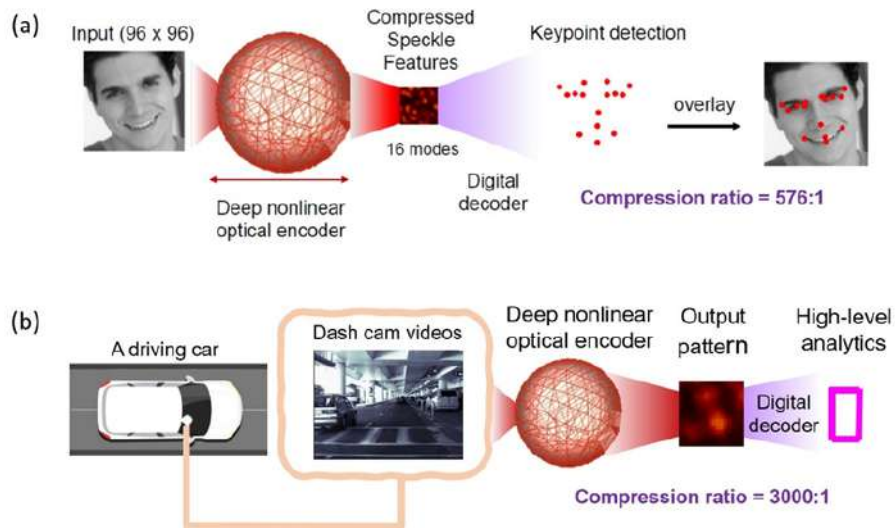 (a)
Input (96 x 96)
Compressed
Speckle
Features
Keypoint detection
overlay
16 modes
Digital
decoder
Deep nonlinear
optical encoder
Compression ratio = 576:1
(b)
A driving car
Dash cam videos
Deep nonlinear
optical encoder
Output
pattern
High-level
analytics
Digital
decoder
Compression ratio = 3000:1